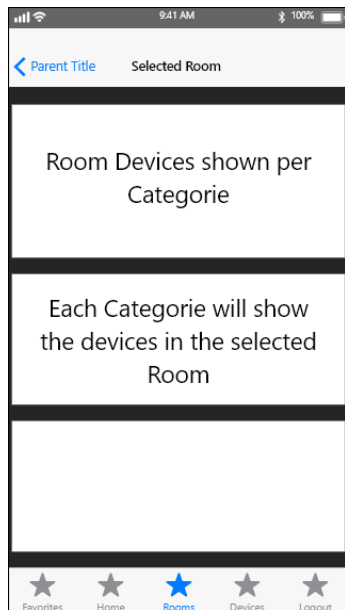 9:41 AM
100%
Parent Title
Selected Room
Room Devices shown per
Categorie
Each Categorie will show
the devices in the selected
Room
Favorites
Home
Rooms
Devices
Logout